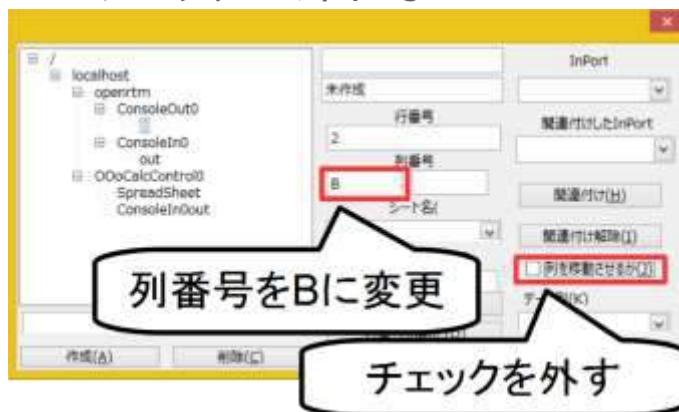 /
localhost
openrtm
ConsoleOut0
ConsoleIn0
out
OOoCalcControl0
SpreadSheet
ConsoleIn0out
作成(A)
削除(C)
未作成
行番号
2
列番号
B
シート名(
InPort
関連付けしたInPort
関連付け(H)
関連付け解除(I)
列を移動させるか(J)
列番号をBに変更
チェックを外す